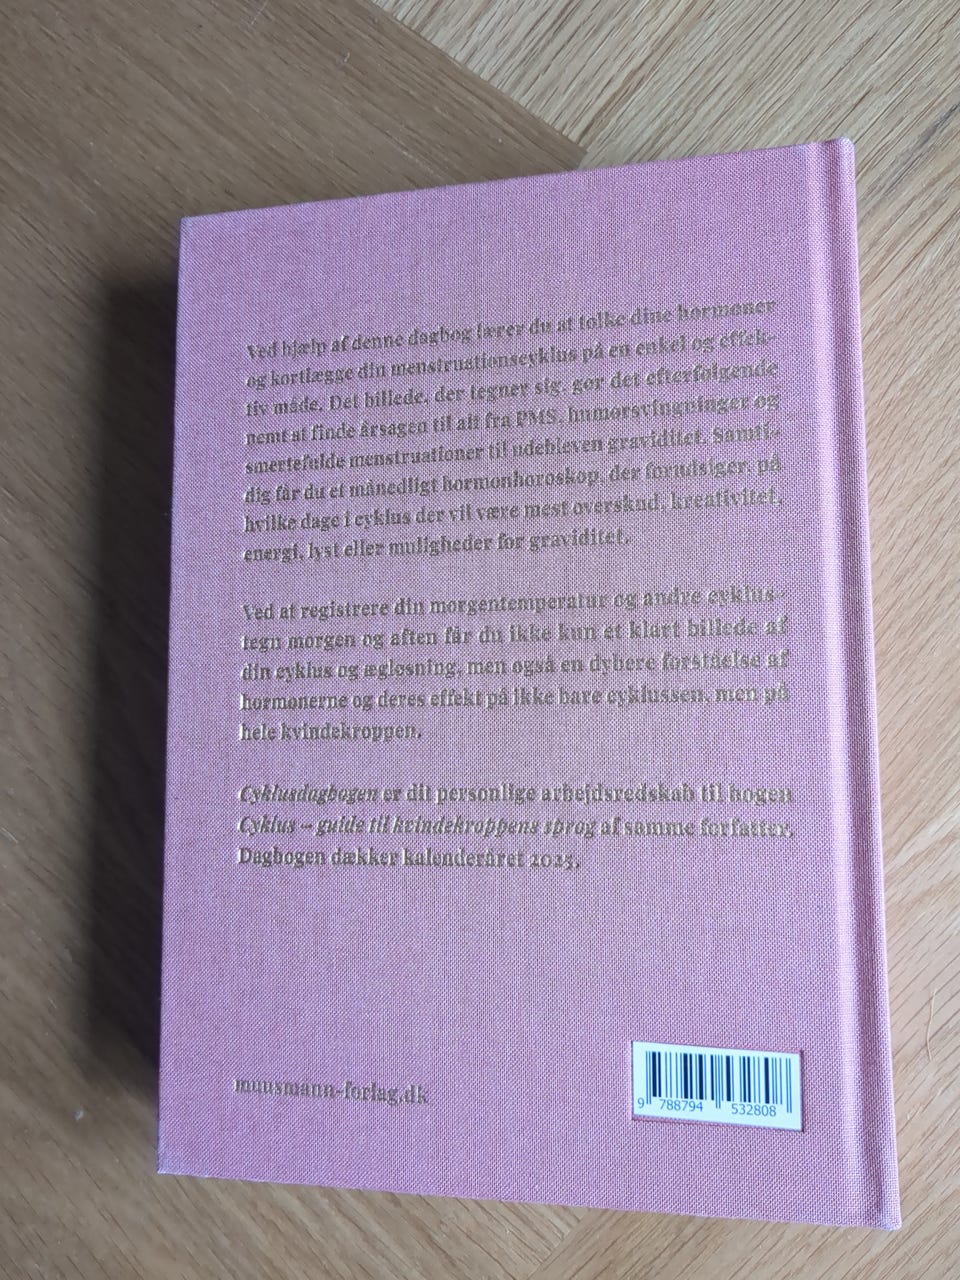 Ved hjælp af denne dagbog lærer du at tolke dine hormoner
og kortlægge din menstruationscyklus på en enkel og effek-
tiv måde. Det billede, der tegner sig, gør det efterfølgende
nemt at finde årsagen til alt fra PMS, humørsvingninger og
smertefulde menstruationer til udebleven graviditet. Samti-
dig får du et månedligt hormonhoroskop, der forudsiger, på
hvilke dage i cyklus der vil være mest overskud, kreativitet,
energi, lyst eller muligheder for graviditet.
Ved at registrere din morgentemperatur og andre cyklus-
tegn morgen og aften får du ikke kun et klart billede af
din cyklus og ægløsning, men også en dybere forståelse af
hormonerne og deres effekt på ikke bare cyklussen, men på
hele kvindekroppen.
Cyklusdagbogen er dit personlige arbejdsredskab til bogen
Cyklus – guide til kvindekroppens sprog af samme forfatter.
Dagbogen dækker kalenderåret 2025.
muusmann-forlag.dk
9 788794 532808